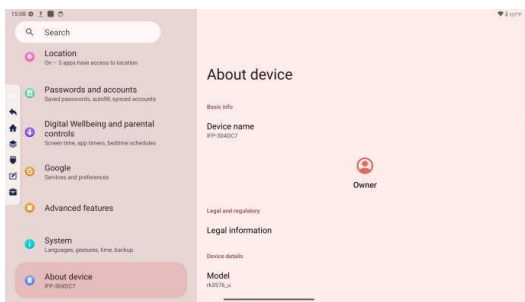 15:08
107°F
Search
Location
On – 3 apps have access to location
Passwords and accounts
Saved passwords, autofill, synced accounts
Digital Wellbeing and parental
controls
Screen time, app timers, bedtime schedules
Google
Services and preferences
Advanced features
System
Languages, gestures, time, backup
About device
IFP-304DC7
About device
Basic info
Device name
IFP-304DC7
Owner
Legal and regulatory
Legal information
Device details
Model
rk3576_u